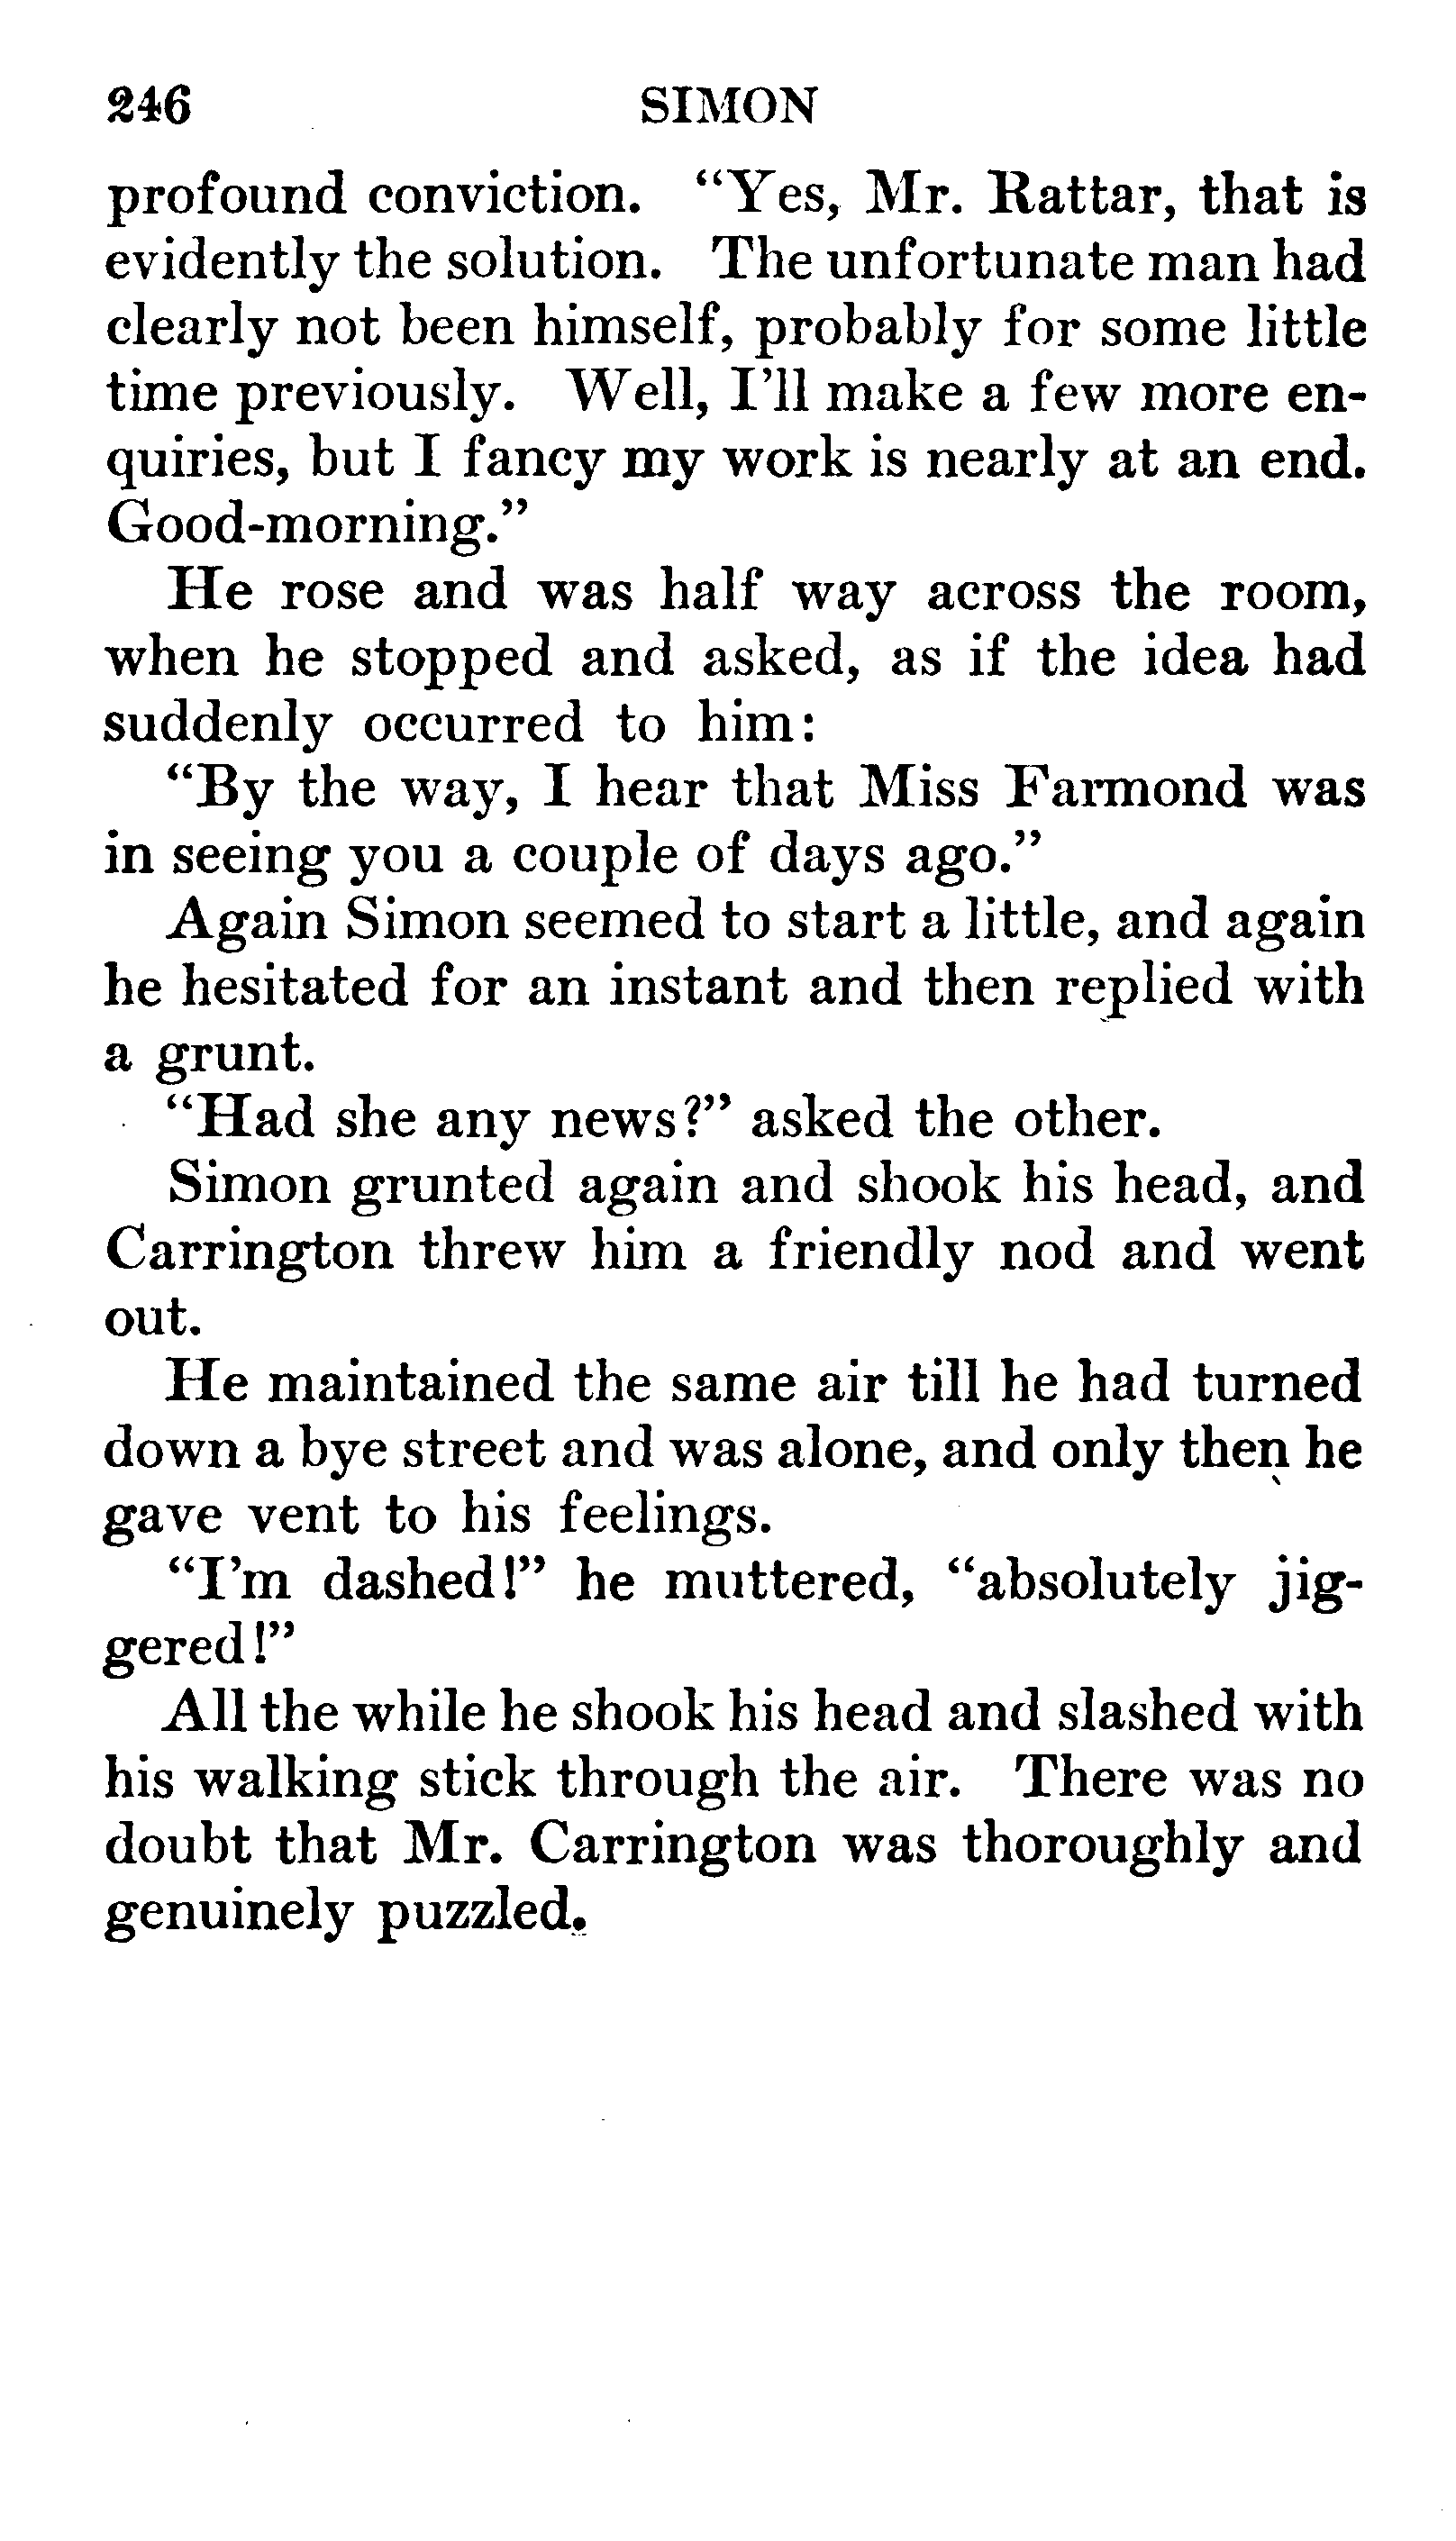 246 SIMON
profound conviction. “Yes, Mr. Rattar, that is
evidently the solution. The unfortunate man had
clearly not been himself, probably for some little
time previously. Well, I’ll make a few more en-
quiries, but I fancy my work is nearly at an end.
Good-morning.”
He rose and was half way across the room,
when he stopped and asked, as if the idea had
suddenly occurred to him:
“By the way, I hear that Miss Farmond was
in seeing you a couple of days ago.”
Again Simon seemed to start a little, and again
he hesitated for an instant and then replied with
a grunt.
“Had she any news?” asked the other.
Simon grunted again and shook his head, and
Carrington threw him a friendly nod and went
out.
He maintained the same air till he had turned
down a bye street and was alone, and only then he
gave vent to his feelings.
“I’m dashed!” he muttered, “absolutely jig-
gered!”
All the while he shook his head and slashed with
his walking stick through the air. There was no
doubt that Mr. Carrington was thoroughly and
genuinely puzzled.